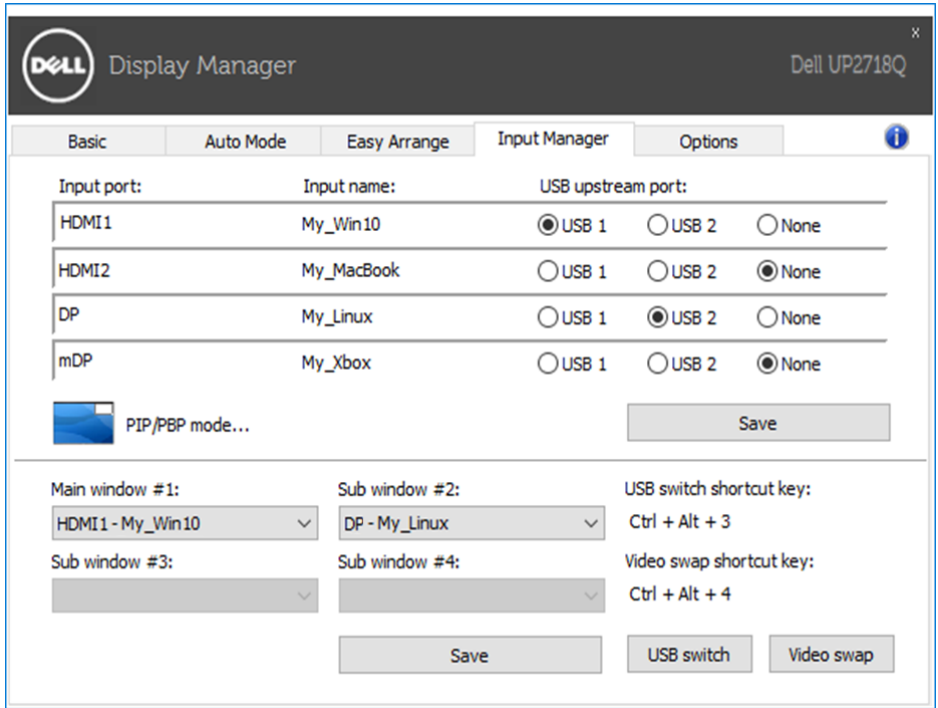 x
DELL Display Manager Dell UP2718Q
Basic Auto Mode Easy Arrange Input Manager Options i
Input port: Input name: USB upstream port:
HDMI1 My_Win10 USB 1 USB 2 None
HDMI2 My_MacBook USB 1 USB 2 None
DP My_Linux USB 1 USB 2 None
mDP My_Xbox USB 1 USB 2 None
PIP/PBP mode... Save
Main window #1: Sub window #2: USB switch shortcut key:
HDMI1 - My_Win10 DP - My_Linux Ctrl + Alt + 3
Sub window #3: Sub window #4: Video swap shortcut key:
Ctrl + Alt + 4
Save USB switch Video swap